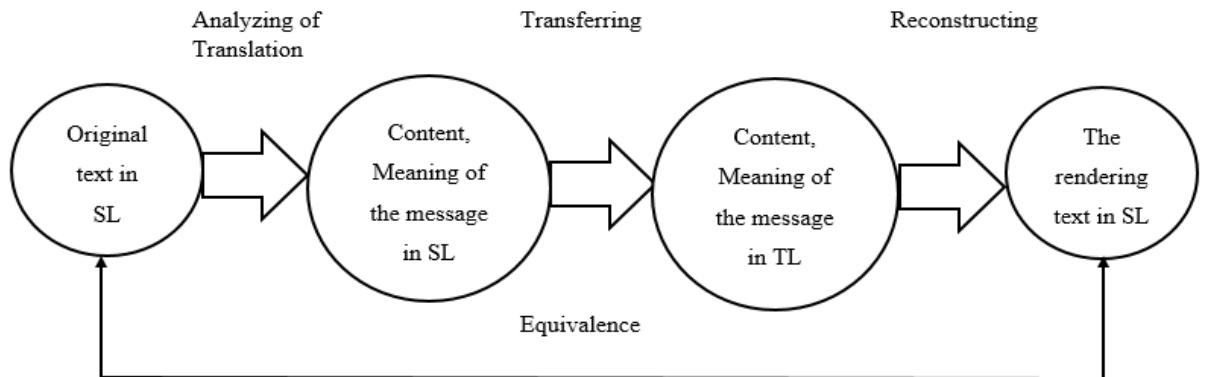 Analyzing of
Translation
Transferring
Reconstructing
Original
text in
SL
Content,
Meaning of
the message
in SL
Content,
Meaning of
the message
in TL
The
rendering
text in SL
Equivalence